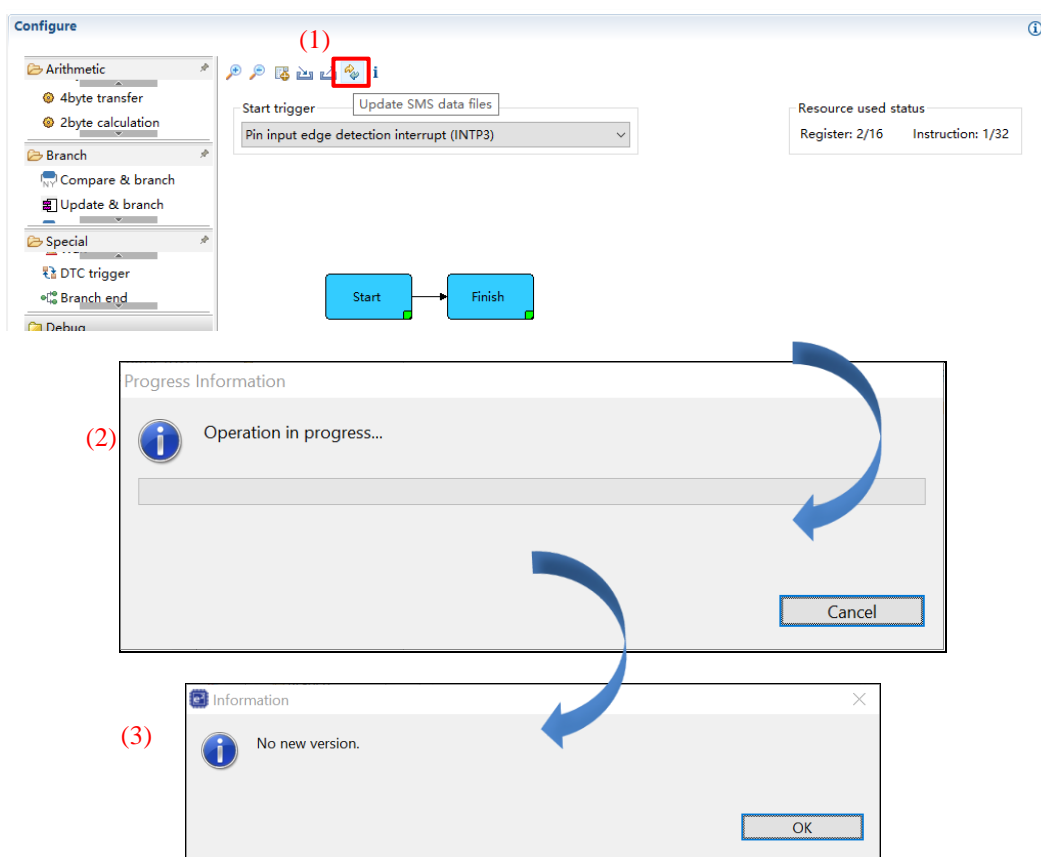 Configure
(1)
Arithmetic
4byte transfer
2byte calculation
Branch
Compare & branch
Update & branch
Special
DTC trigger
Branch end
Debug
Update SMS data files
Start trigger
Pin input edge detection interrupt (INTP3)
Resource used status
Register: 2/16 Instruction: 1/32
Start
Finish
Progress Information
(2)
Operation in progress...
Cancel
Information
(3)
No new version.
OK